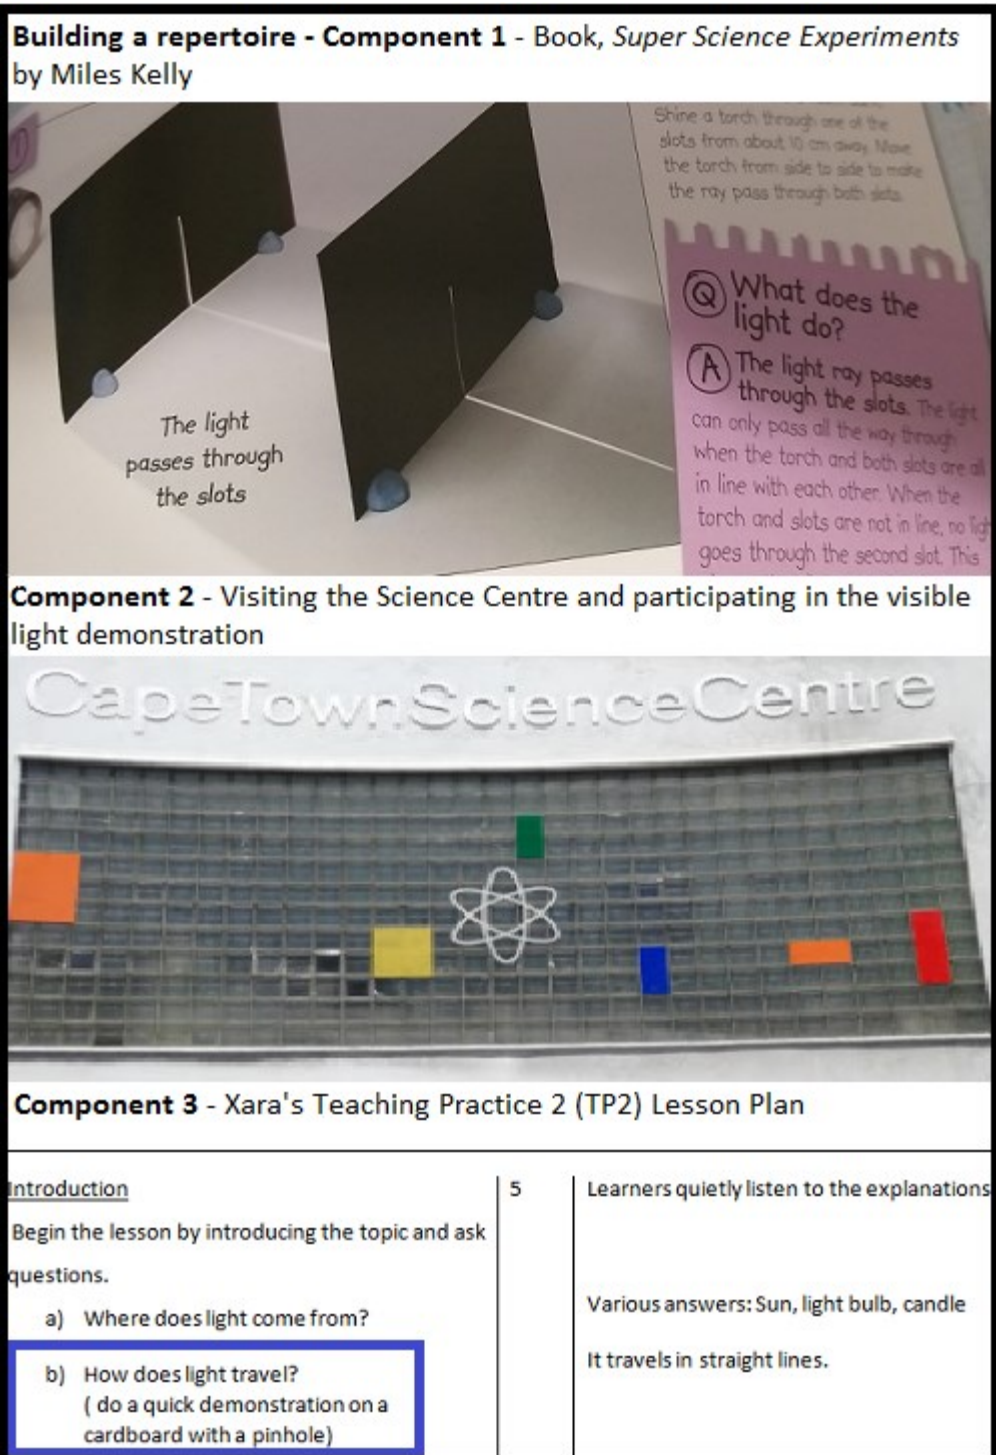 Building a repertoire - Component 1 - Book, Super Science Experiments
by Miles Kelly
Shine a torch through one of the
slots from about 10 cm away. Move
the torch from side to side to make
the ray pass through both slots.
Q What does the
light do?
A The light ray passes
through the slots. The light
can only pass all the way through
when the torch and both slots are all
in line with each other. When the
torch and slots are not in line, no
goes through the second slot. This
The light
passes through
the slots
Component 2 - Visiting the Science Centre and participating in the visible
light demonstration
CapeTownScienceCentre
Component 3 - Xara's Teaching Practice 2 (TP2) Lesson Plan
Introduction
5
Learners quietly listen to the explanations
Begin the lesson by introducing the topic and ask
questions.
a) Where does light come from?
Various answers: Sun, light bulb, candle
b) How does light travel?
It travels in straight lines.
( do a quick demonstration on a
cardboard with a pinhole)